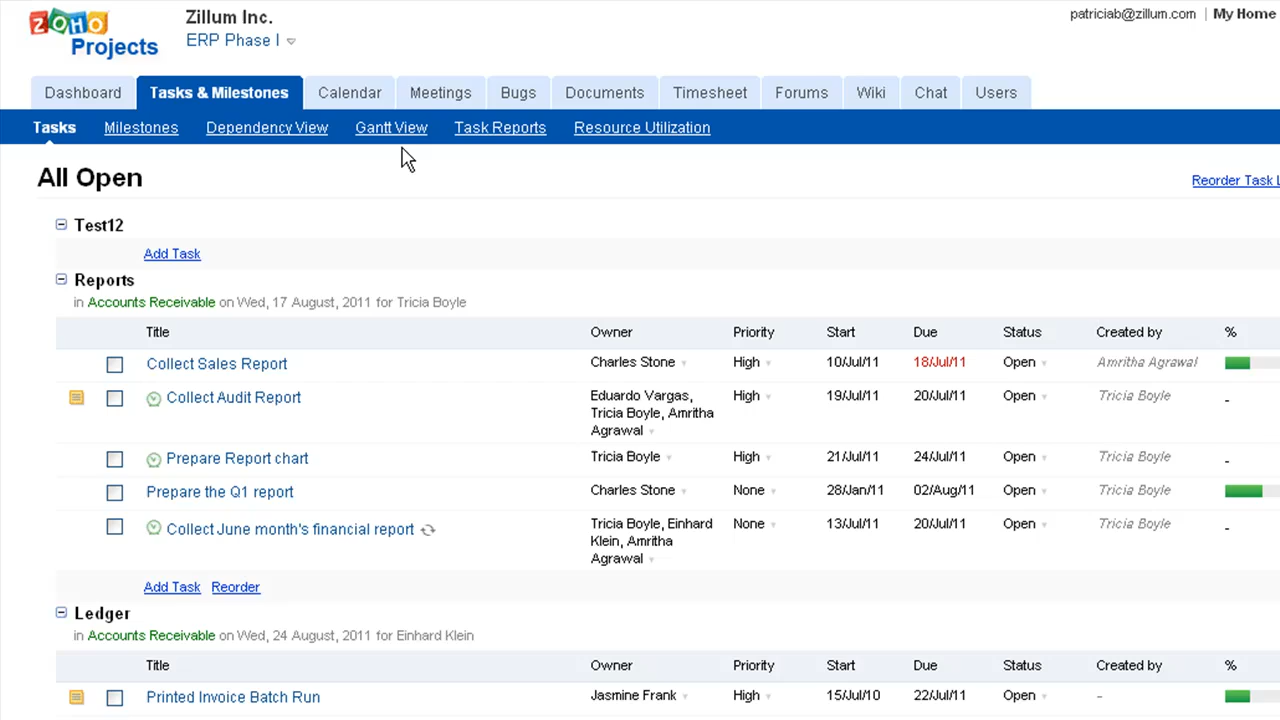 ZOHO Projects
Zillum Inc.
ERP Phase I
patriciab@zillum.com | My Home
Dashboard Tasks & Milestones Calendar Meetings Bugs Documents Timesheet Forums Wiki Chat Users
Tasks Milestones Dependency View Gantt View Task Reports Resource Utilization
All Open
Reorder Task L
Test12
Add Task
Reports
in Accounts Receivable on Wed, 17 August, 2011 for Tricia Boyle
Title Owner Priority Start Due Status Created by %
Collect Sales Report Charles Stone High 10/Jul/11 18/Jul/11 Open Amritha Agrawal
Collect Audit Report Eduardo Vargas, High 19/Jul/11 20/Jul/11 Open Tricia Boyle -
Tricia Boyle, Amritha
Agrawal
Prepare Report chart Tricia Boyle High 21/Jul/11 24/Jul/11 Open Tricia Boyle -
Prepare the Q1 report Charles Stone None 28/Jan/11 02/Aug/11 Open Tricia Boyle
Collect June month's financial report Tricia Boyle, Einhard None 13/Jul/11 20/Jul/11 Open Tricia Boyle -
Klein, Amritha
Agrawal
Add Task Reorder
Ledger
in Accounts Receivable on Wed, 24 August, 2011 for Einhard Klein
Title Owner Priority Start Due Status Created by %
Printed Invoice Batch Run Jasmine Frank High 15/Jul/10 22/Jul/11 Open -